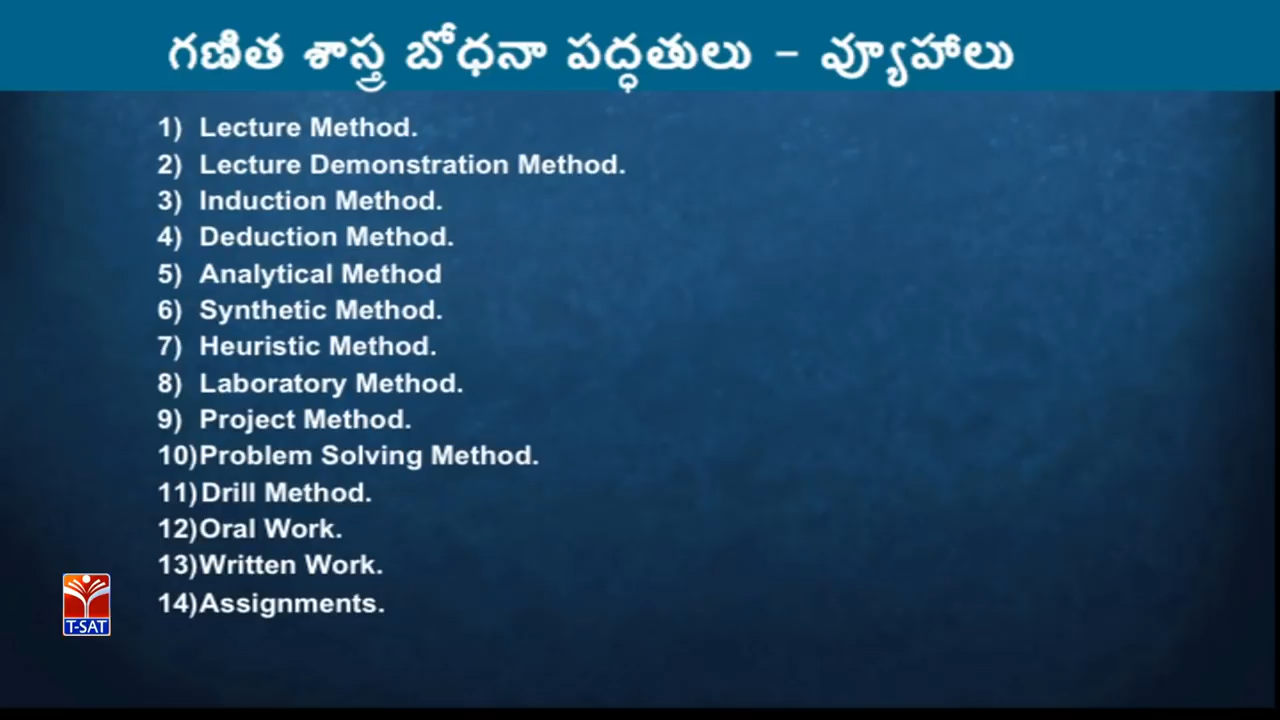 గణిత శాస్త్ర బోధనా పద్ధతులు - వ్యూహాలు
1) Lecture Method.
2) Lecture Demonstration Method.
3) Induction Method.
4) Deduction Method.
5) Analytical Method
6) Synthetic Method.
7) Heuristic Method.
8) Laboratory Method.
9) Project Method.
10)Problem Solving Method.
11)Drill Method.
12)Oral Work.
13)Written Work.
14)Assignments.
T-SAT